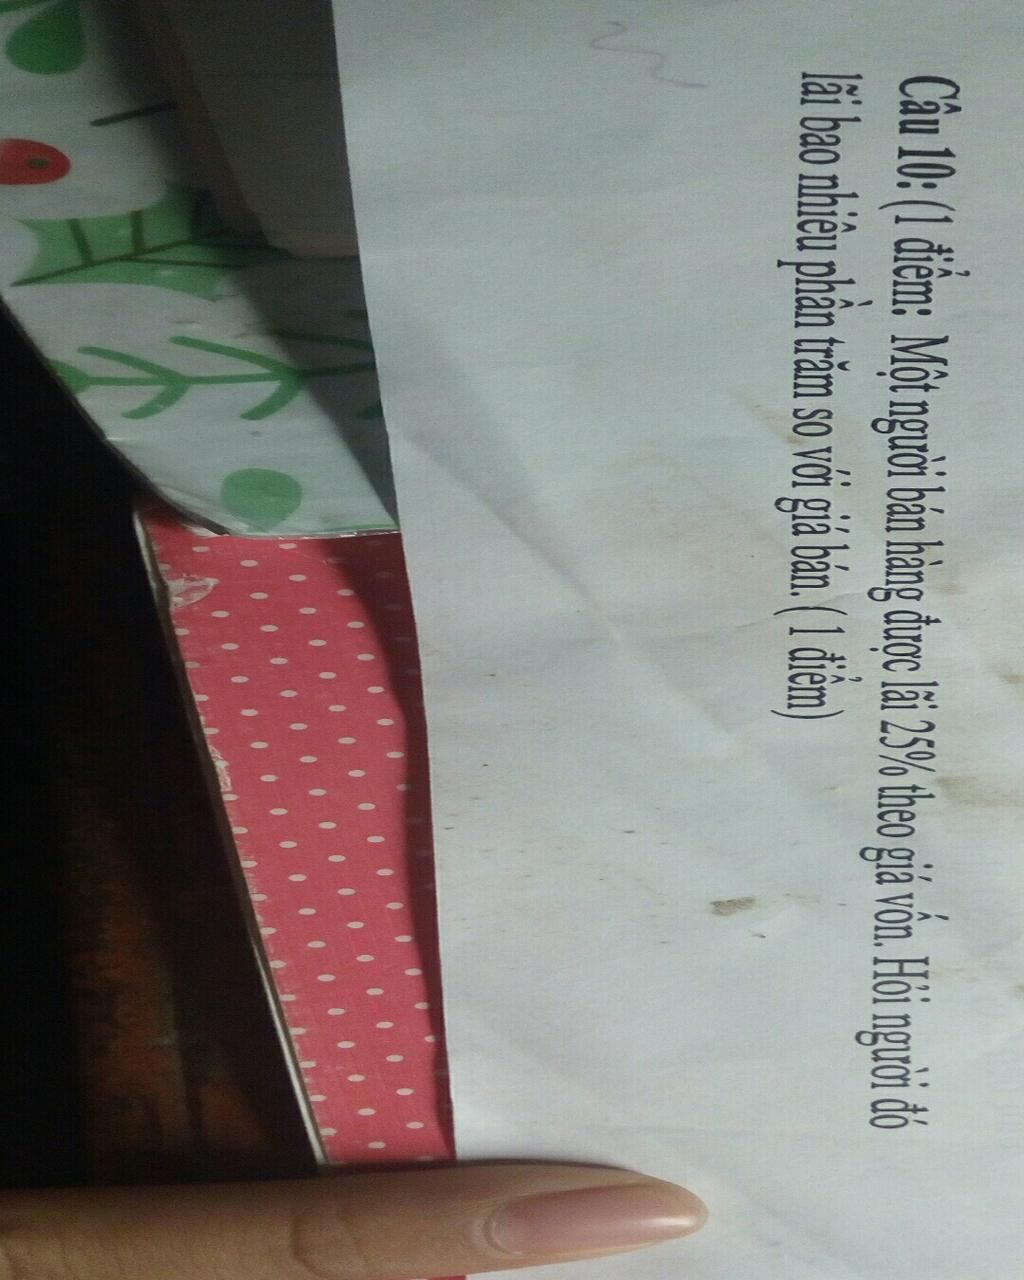 Câu 10: (1 điểm: Một người bán hàng được lãi 25% theo giá vốn. Hỏi người đó
lãi bao nhiêu phần trăm so với giá bán. ( 1 điểm)